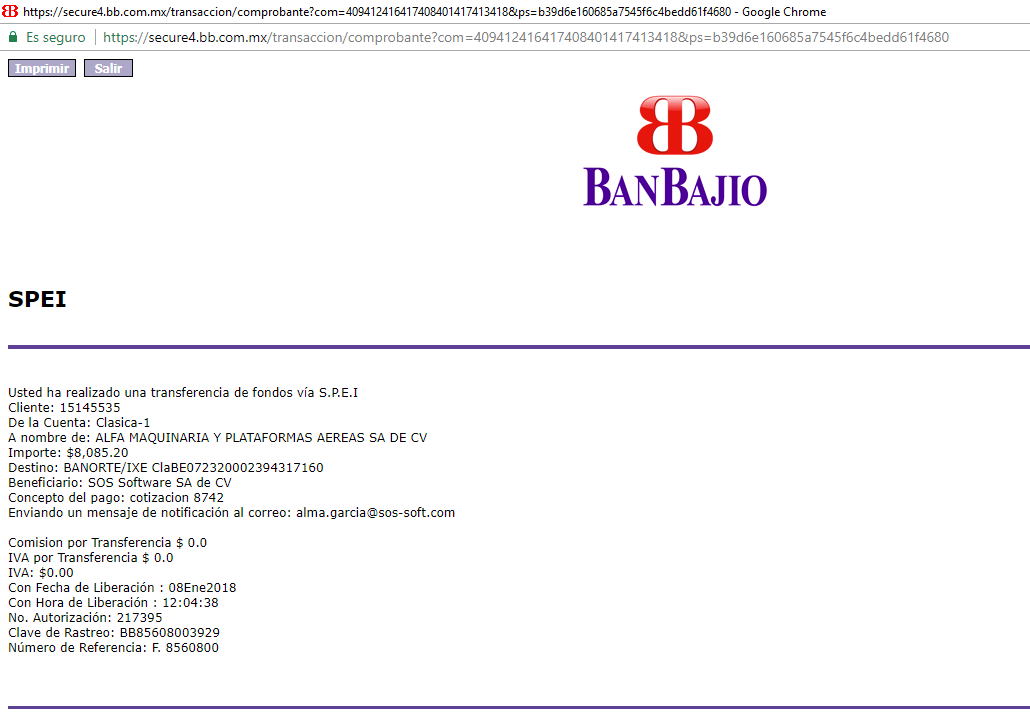 https://secure4.bb.com.mx/transaccion/comprobante?com=409412416417408401417413418&ps=b39d6e160685a7545f6c4bedd61f4680 - Google Chrome
Es seguro | https://secure4.bb.com.mx/transaccion/comprobante?com=409412416417408401417413418&ps=b39d6e160685a7545f6c4bedd61f4680
Imprimir Salir
BANBAJIO
SPEI
Usted ha realizado una transferencia de fondos vía S.P.E.I
Cliente: 15145535
De la Cuenta: Clasica-1
A nombre de: ALFA MAQUINARIA Y PLATAFORMAS AEREAS SA DE CV
Importe: $8,085.20
Destino: BANORTE/IXE ClaBE072320002394317160
Beneficiario: SOS Software SA de CV
Concepto del pago: cotizacion 8742
Enviando un mensaje de notificación al correo: alma.garcia@sos-soft.com
Comision por Transferencia $ 0.0
IVA por Transferencia $ 0.0
IVA: $0.00
Con Fecha de Liberación : 08Ene2018
Con Hora de Liberación : 12:04:38
No. Autorización: 217395
Clave de Rastreo: BB85608003929
Número de Referencia: F. 8560800